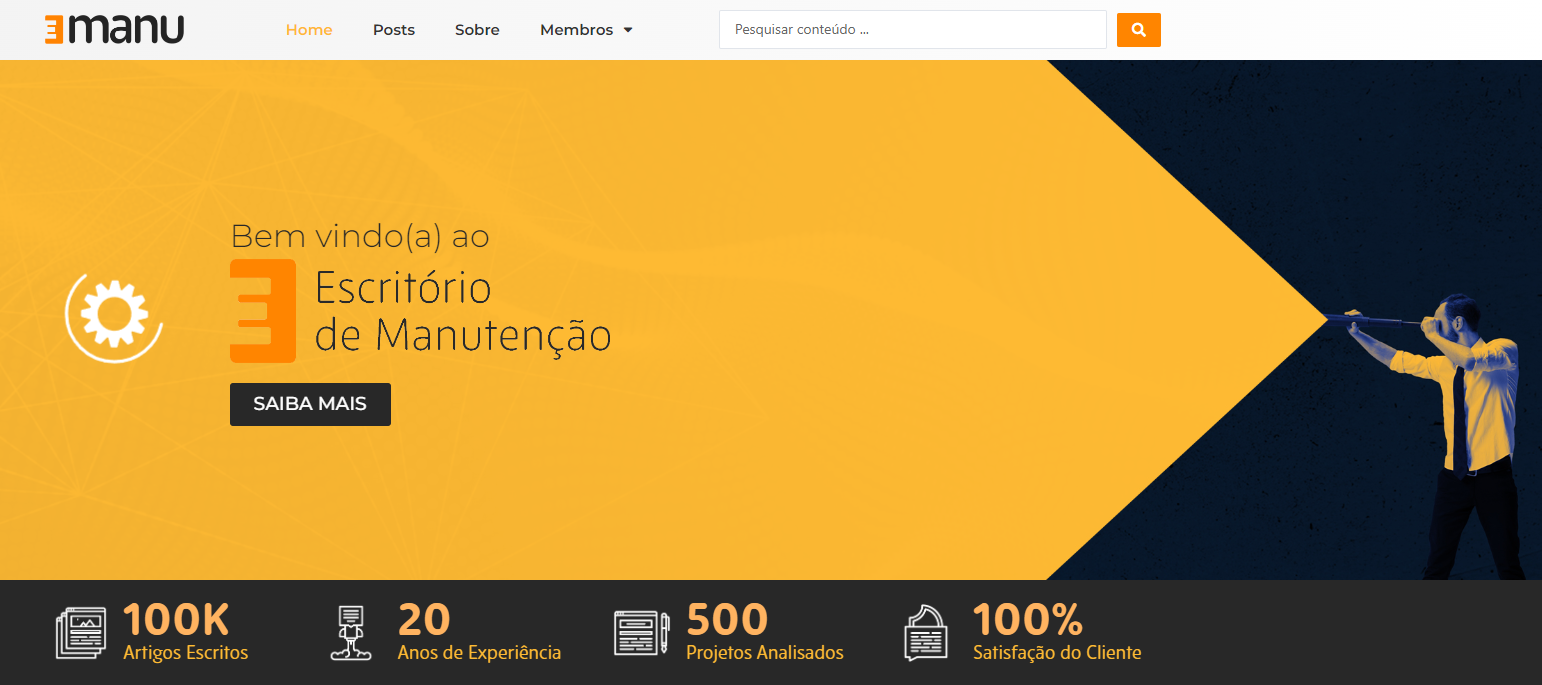 manu
Home Posts Sobre Membros
Pesquisar conteúdo ...
Bem vindo(a) ao
Escritório
de Manutenção
SAIBA MAIS
100K
Artigos Escritos
20
Anos de Experiência
500
Projetos Analisados
100%
Satisfação do Cliente